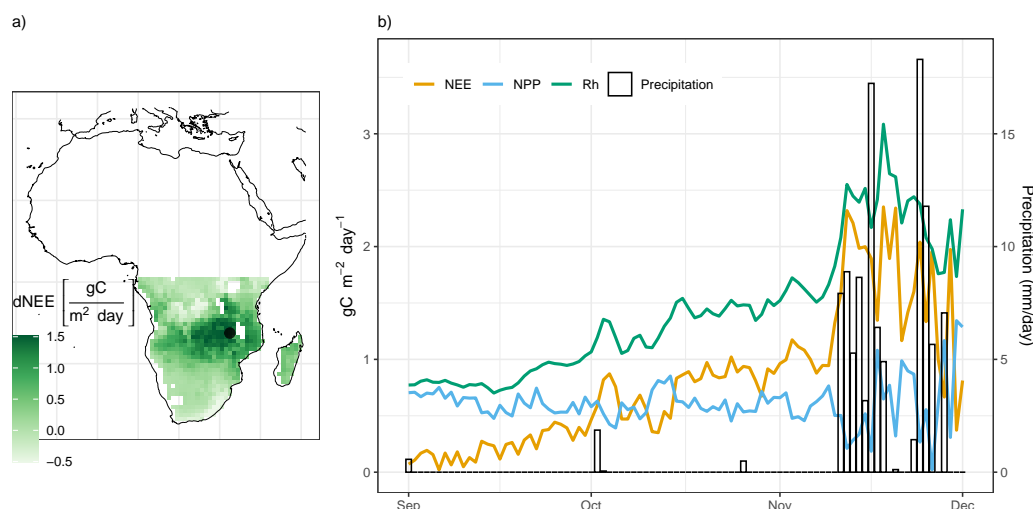 a)
dNEE [gC / m² day]
1.5
1.0
0.5
0.0
−0.5
b)
NEE NPP Rh Precipitation
gC m⁻² day⁻¹
3
2
1
0
Precipitation (mm/day)
15
10
5
0
Sep Oct Nov Dec